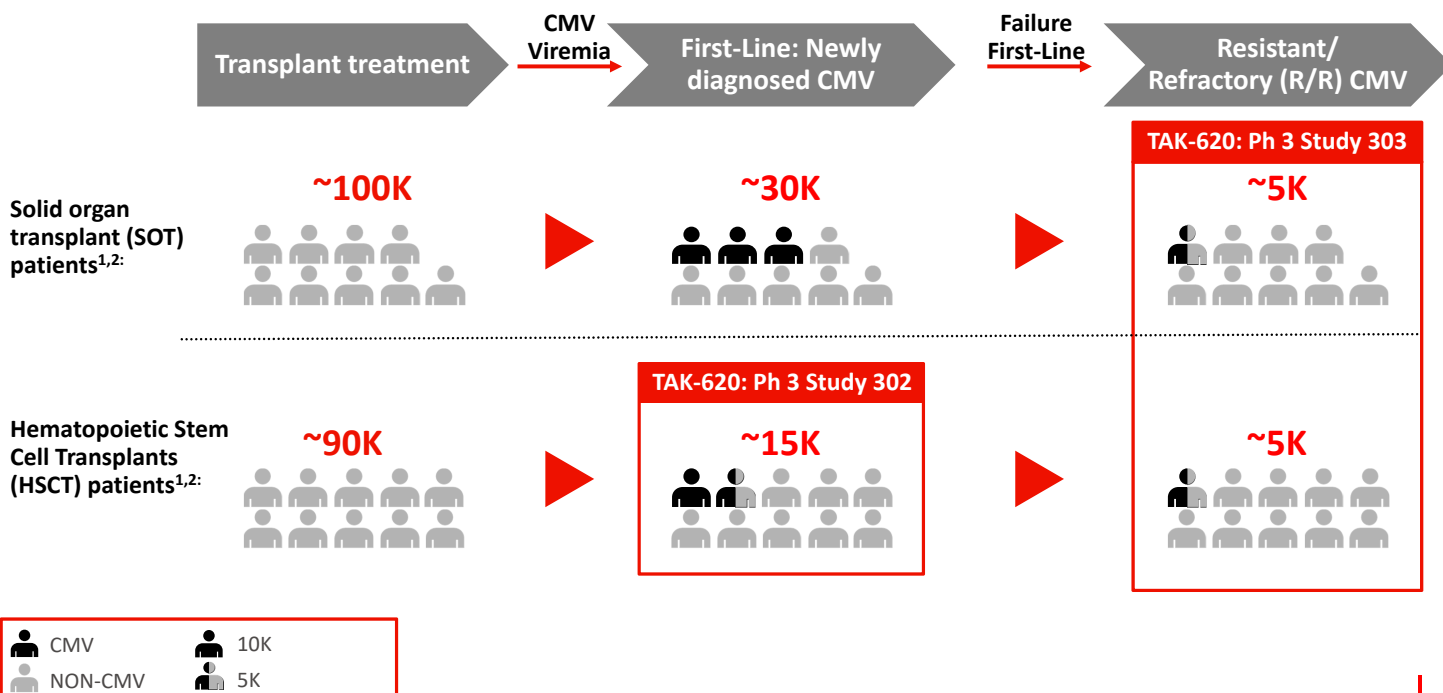 CMV
Viremia
Failure
First-Line
Transplant treatment
First-Line: Newly
diagnosed CMV
Resistant/
Refractory (R/R) CMV
TAK-620: Ph 3 Study 303
Solid organ
transplant (SOT)
patients1,2:
~100K
~30K
~5K
TAK-620: Ph 3 Study 302
Hematopoietic Stem
Cell Transplants
(HSCT) patients1,2:
~90K
~15K
~5K
CMV
10K
NON-CMV
5K